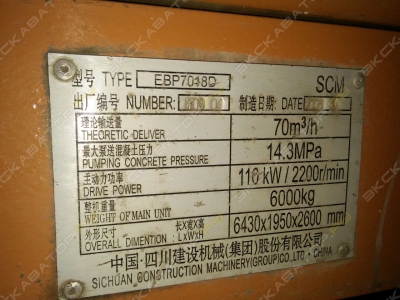 型号 TYPE EBP7018D SCM
出厂编号 NUMBER: 制造日期: DATE
理论输送量 70m³/h
THEORETIC DELIVER
最大泵送混凝土压力 14.3MPa
PUMPING CONCRETE PRESSURE
主动力功率 110 kW / 2200r/min
DRIVE POWER
整机重量 6000kg
WEIGHT OF MAIN UNIT
外形尺寸 长X宽X高 6430x1950x2600 mm
OVERALL DIMENTION: LxWxH
中国·四川建设机械(集团)股份有限公司
SICHUAN CONSTRUCTION MACHINERY(GROUP)CO. LTD · CHINA